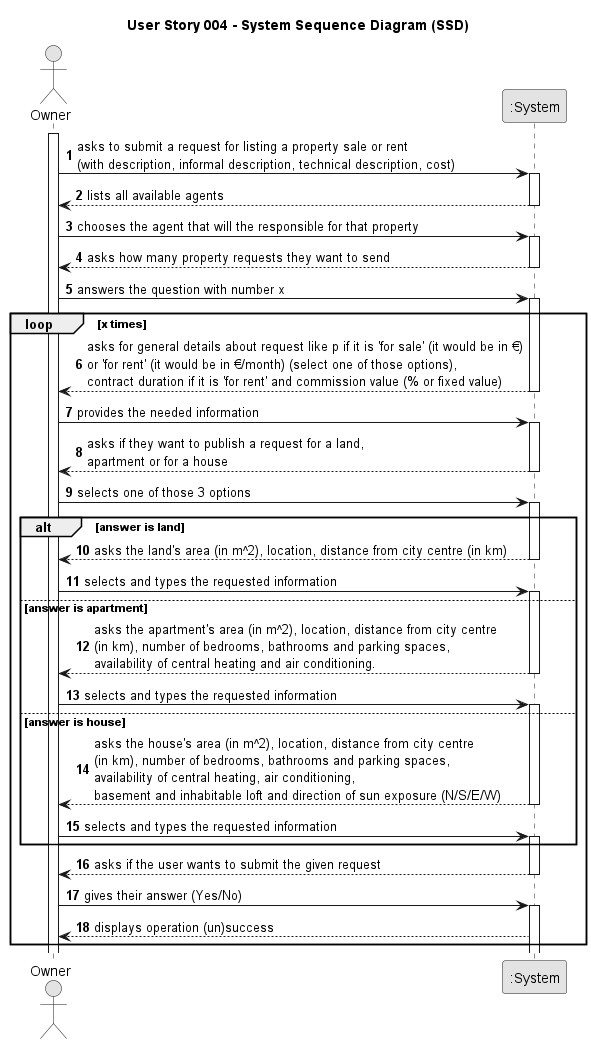 User Story 004 - System Sequence Diagram (SSD)
Owner
:System
1 asks to submit a request for listing a property sale or rent
(with description, informal description, technical description, cost)
2 lists all available agents
3 chooses the agent that will the responsible for that property
4 asks how many property requests they want to send
5 answers the question with number x
loop [x times]
asks for general details about request like p if it is 'for sale' (it would be in €)
6 or 'for rent' (it would be in €/month) (select one of those options),
contract duration if it is 'for rent' and commission value (% or fixed value)
7 provides the needed information
8 asks if they want to publish a request for a land,
apartment or for a house
9 selects one of those 3 options
alt [answer is land]
10 asks the land's area (in m^2), location, distance from city centre (in km)
11 selects and types the requested information
[answer is apartment]
asks the apartment's area (in m^2), location, distance from city centre
12 (in km), number of bedrooms, bathrooms and parking spaces,
availability of central heating and air conditioning.
13 selects and types the requested information
[answer is house]
asks the house's area (in m^2), location, distance from city centre
(in km), number of bedrooms, bathrooms and parking spaces,
14 availability of central heating, air conditioning,
basement and inhabitable loft and direction of sun exposure (N/S/E/W)
15 selects and types the requested information
16 asks if the user wants to submit the given request
17 gives their answer (Yes/No)
18 displays operation (un)success
Owner
:System